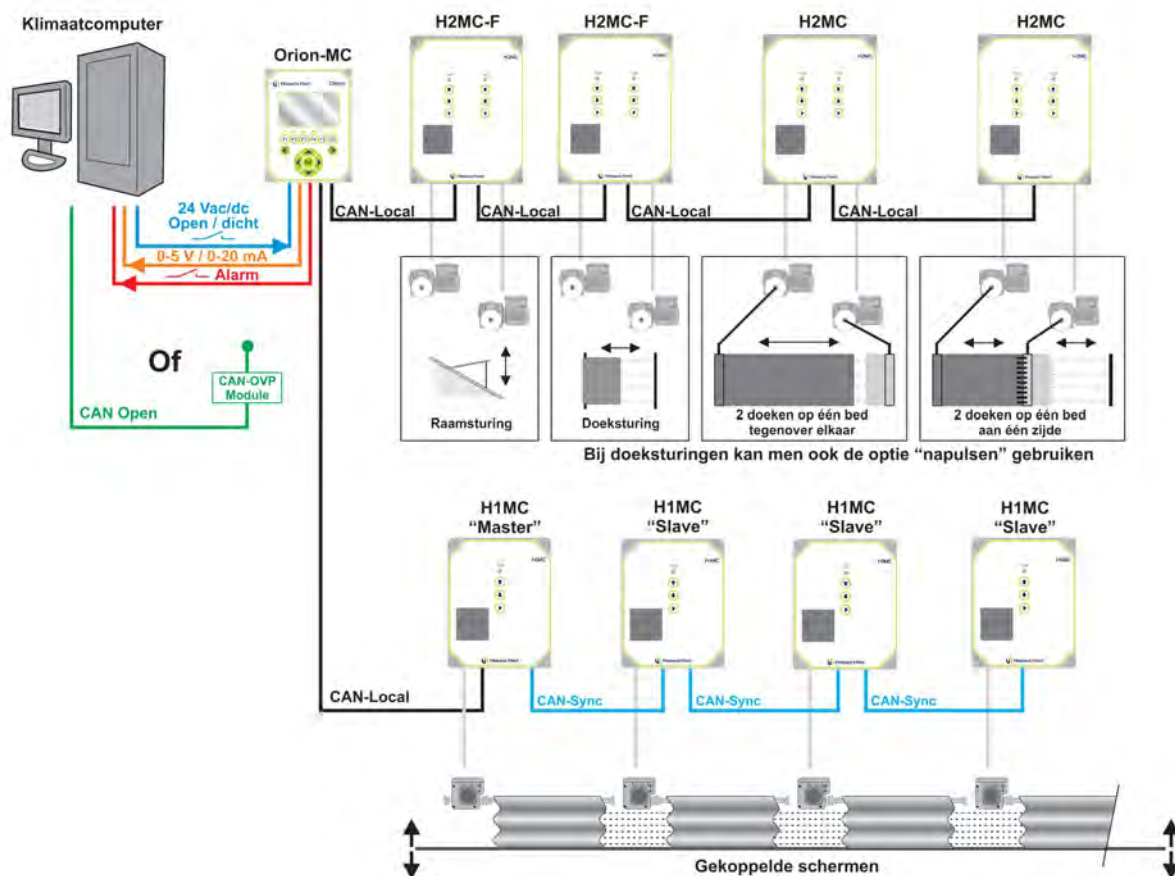 Klimaatcomputer
Orion-MC
H2MC-F
H2MC-F
H2MC
H2MC
24 Vac/dc
Open / dicht
0-5 V / 0-20 mA
Alarm
CAN-Local
CAN-Local
CAN-Local
CAN-Local
Of
CAN-OVP
Module
CAN Open
Raamsturing
Doeksturing
2 doeken op één bed
tegenover elkaar
2 doeken op één bed
aan één zijde
Bij doeksturingen kan men ook de optie “napulsen” gebruiken
H1MC
“Master”
H1MC
“Slave”
H1MC
“Slave”
H1MC
“Slave”
CAN-Local
CAN-Sync
CAN-Sync
CAN-Sync
Gekoppelde schermen